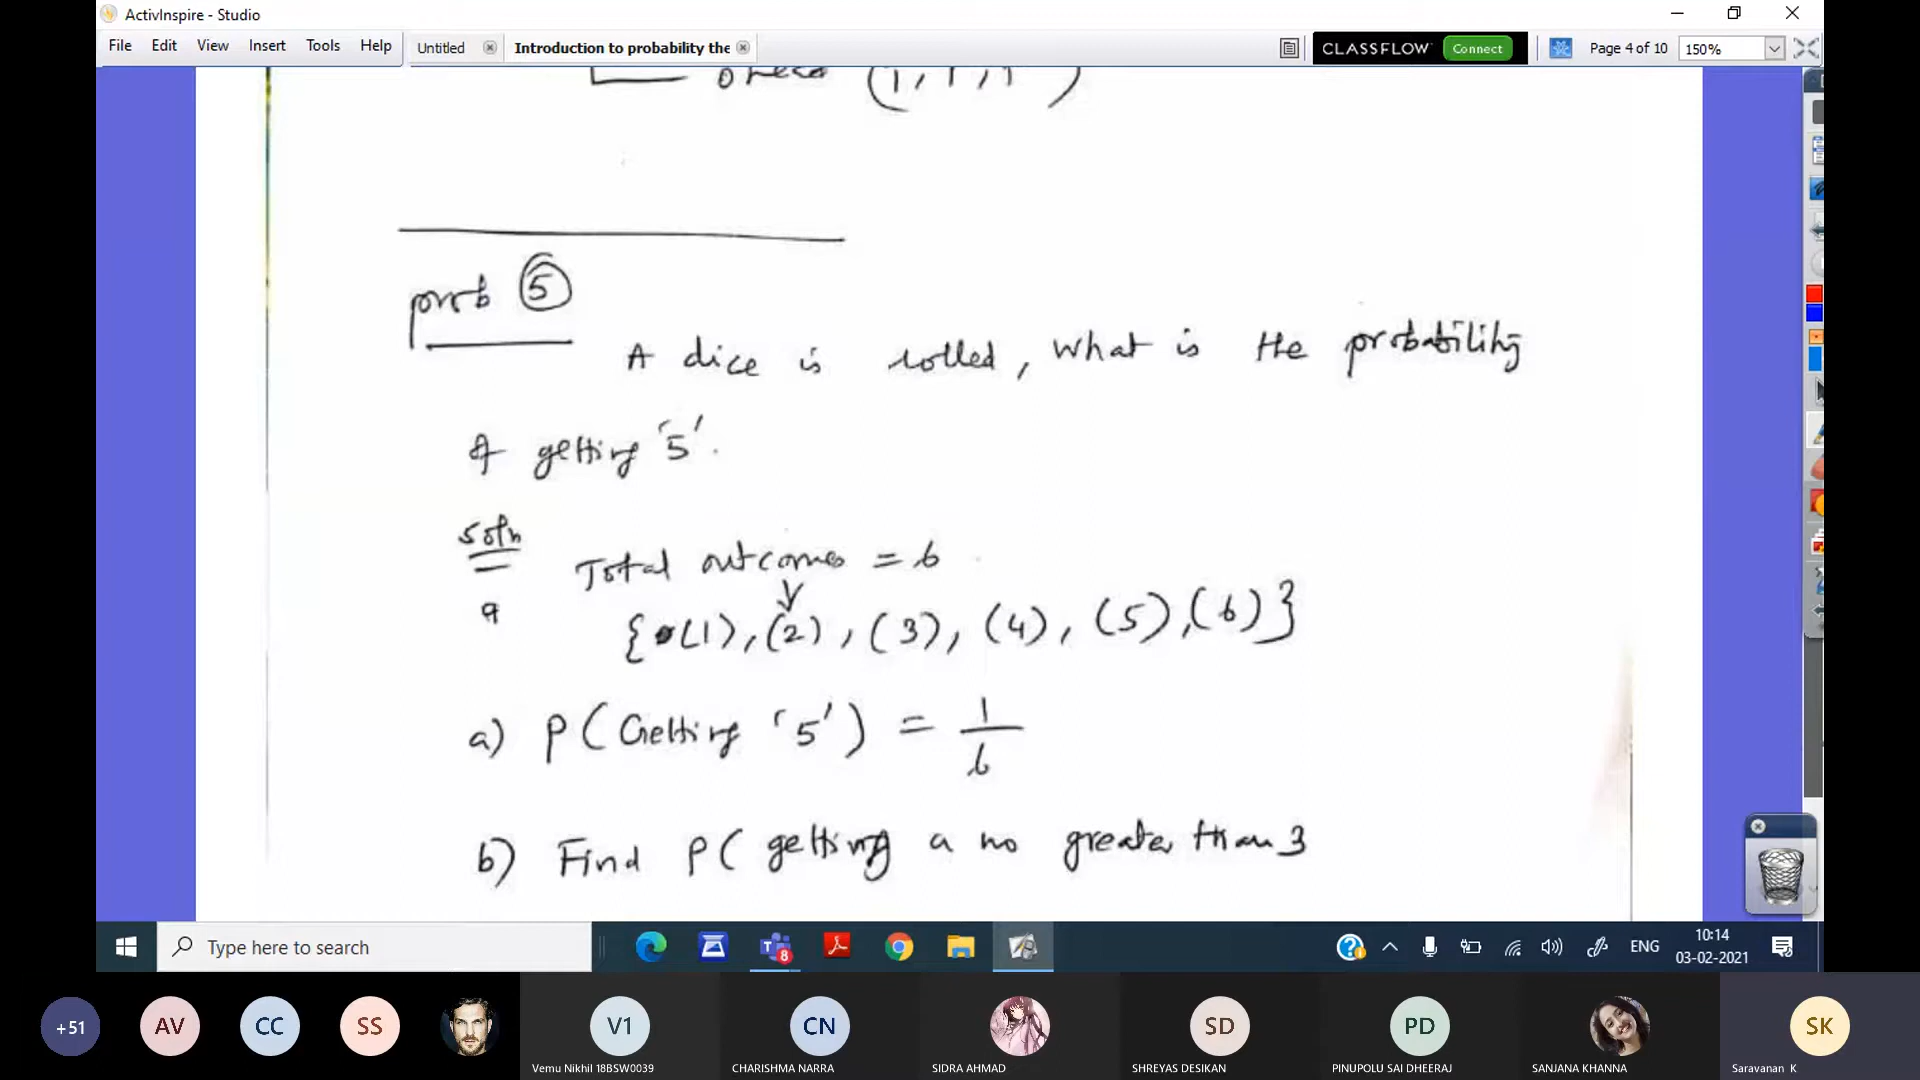 ActivInspire - Studio
File Edit View Insert Tools Help
Untitled Introduction to probability the
CLASSFLOW Connect Page 4 of 10 150%
(1, 1, 1 )
prob 5
A dice is rolled, what is the probability
of getting '5'.
Soln
Total outcomes = 6
a
{ (1), (2), (3), (4), (5), (6) }
a) P( Getting '5' ) = 1/6
b) Find P( getting a no greater than 3
Type here to search
8
ENG
10:14
03-02-2021
+51 AV CC SS V1 CN SD PD SK
Vemu Nikhil 18BSW0039 CHARISHMA NARRA SIDRA AHMAD SHREYAS DESIKAN PINUPOLU SAI DHEERAJ SANJANA KHANNA Saravanan K